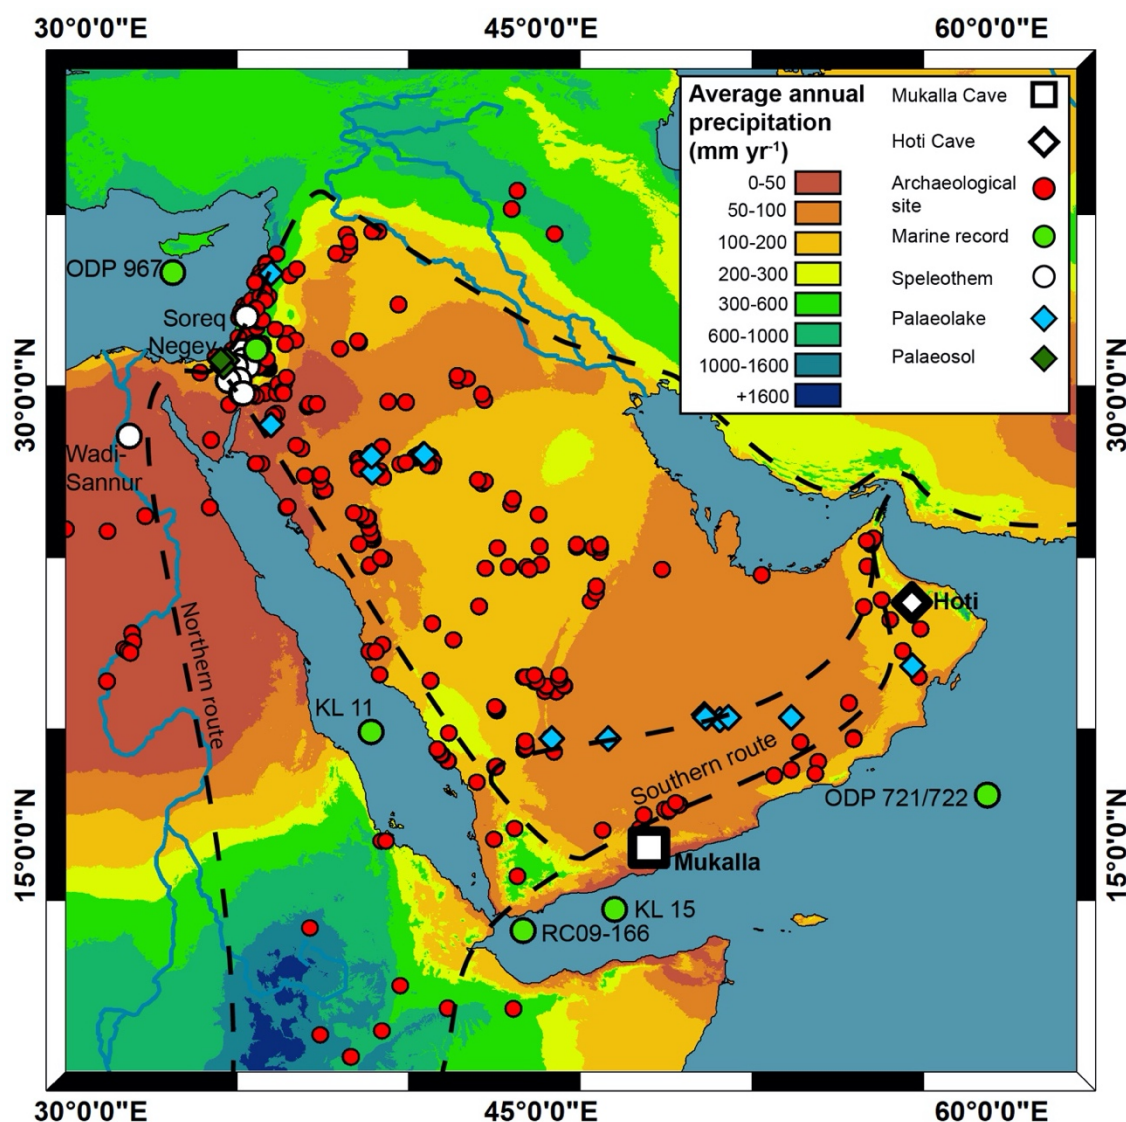 30°0'0"E 45°0'0"E 60°0'0"E
Average annual
precipitation
(mm yr⁻¹)
0-50
50-100
100-200
200-300
300-600
600-1000
1000-1600
+1600
Mukalla Cave
Hoti Cave
Archaeological
site
Marine record
Speleothem
Palaeolake
Palaeosol
ODP 967
Soreq
Negev
30°0'0"N
30°0'0"N
Wadi-
Sannur
Northern route
Hoti
KL 11
Southern route
ODP 721/722
15°0'0"N
15°0'0"N
Mukalla
KL 15
RC09-166
30°0'0"E 45°0'0"E 60°0'0"E